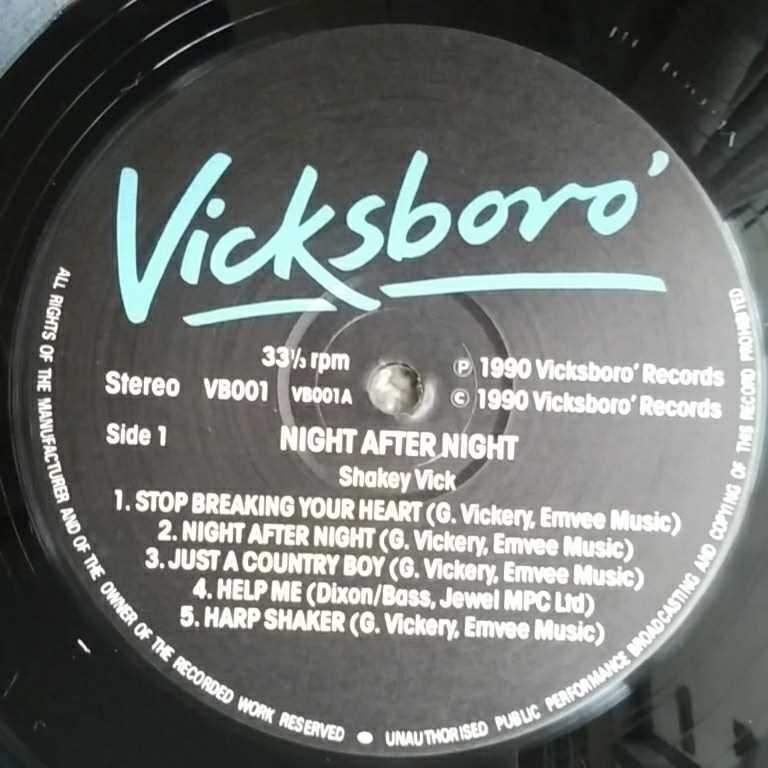 Vicksboro'
33⅓ rpm
Stereo VB001 VB001A
℗ 1990 Vicksboro' Records
© 1990 Vicksboro' Records
Side 1
NIGHT AFTER NIGHT
Shakey Vick
1. STOP BREAKING YOUR HEART (G. Vickery, Emvee Music)
2. NIGHT AFTER NIGHT (G. Vickery, Emvee Music)
3. JUST A COUNTRY BOY (G. Vickery, Emvee Music)
4. HELP ME (Dixon/Bass, Jewel MPC Ltd)
5. HARP SHAKER (G. Vickery, Emvee Music)
ALL RIGHTS OF THE MANUFACTURER AND OF THE OWNER OF THE RECORDED WORK RESERVED ● UNAUTHORISED PUBLIC PERFORMANCE BROADCASTING AND COPYING OF THIS RECORD PROHIBITED